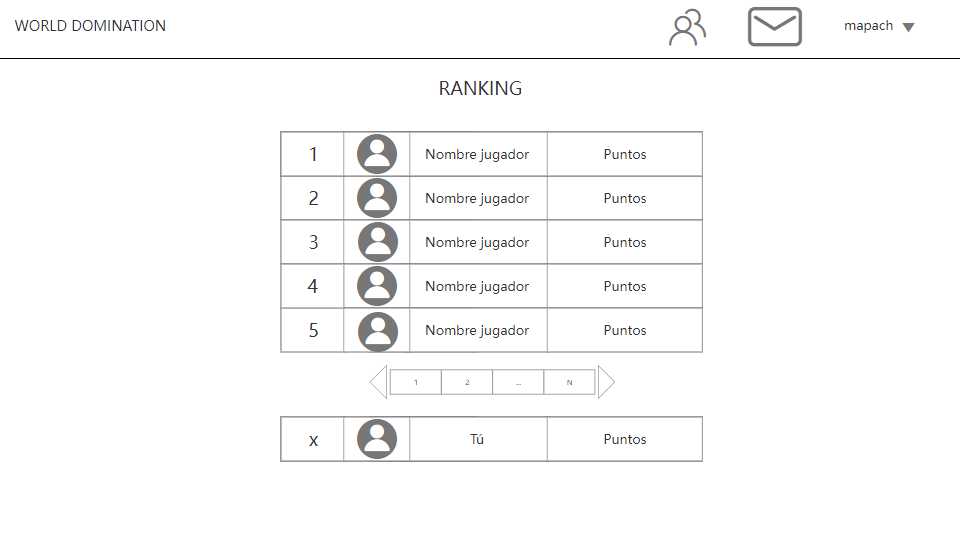 WORLD DOMINATION mapach
RANKING
1 Nombre jugador Puntos
2 Nombre jugador Puntos
3 Nombre jugador Puntos
4 Nombre jugador Puntos
5 Nombre jugador Puntos
1 2 ... N
x Tú Puntos